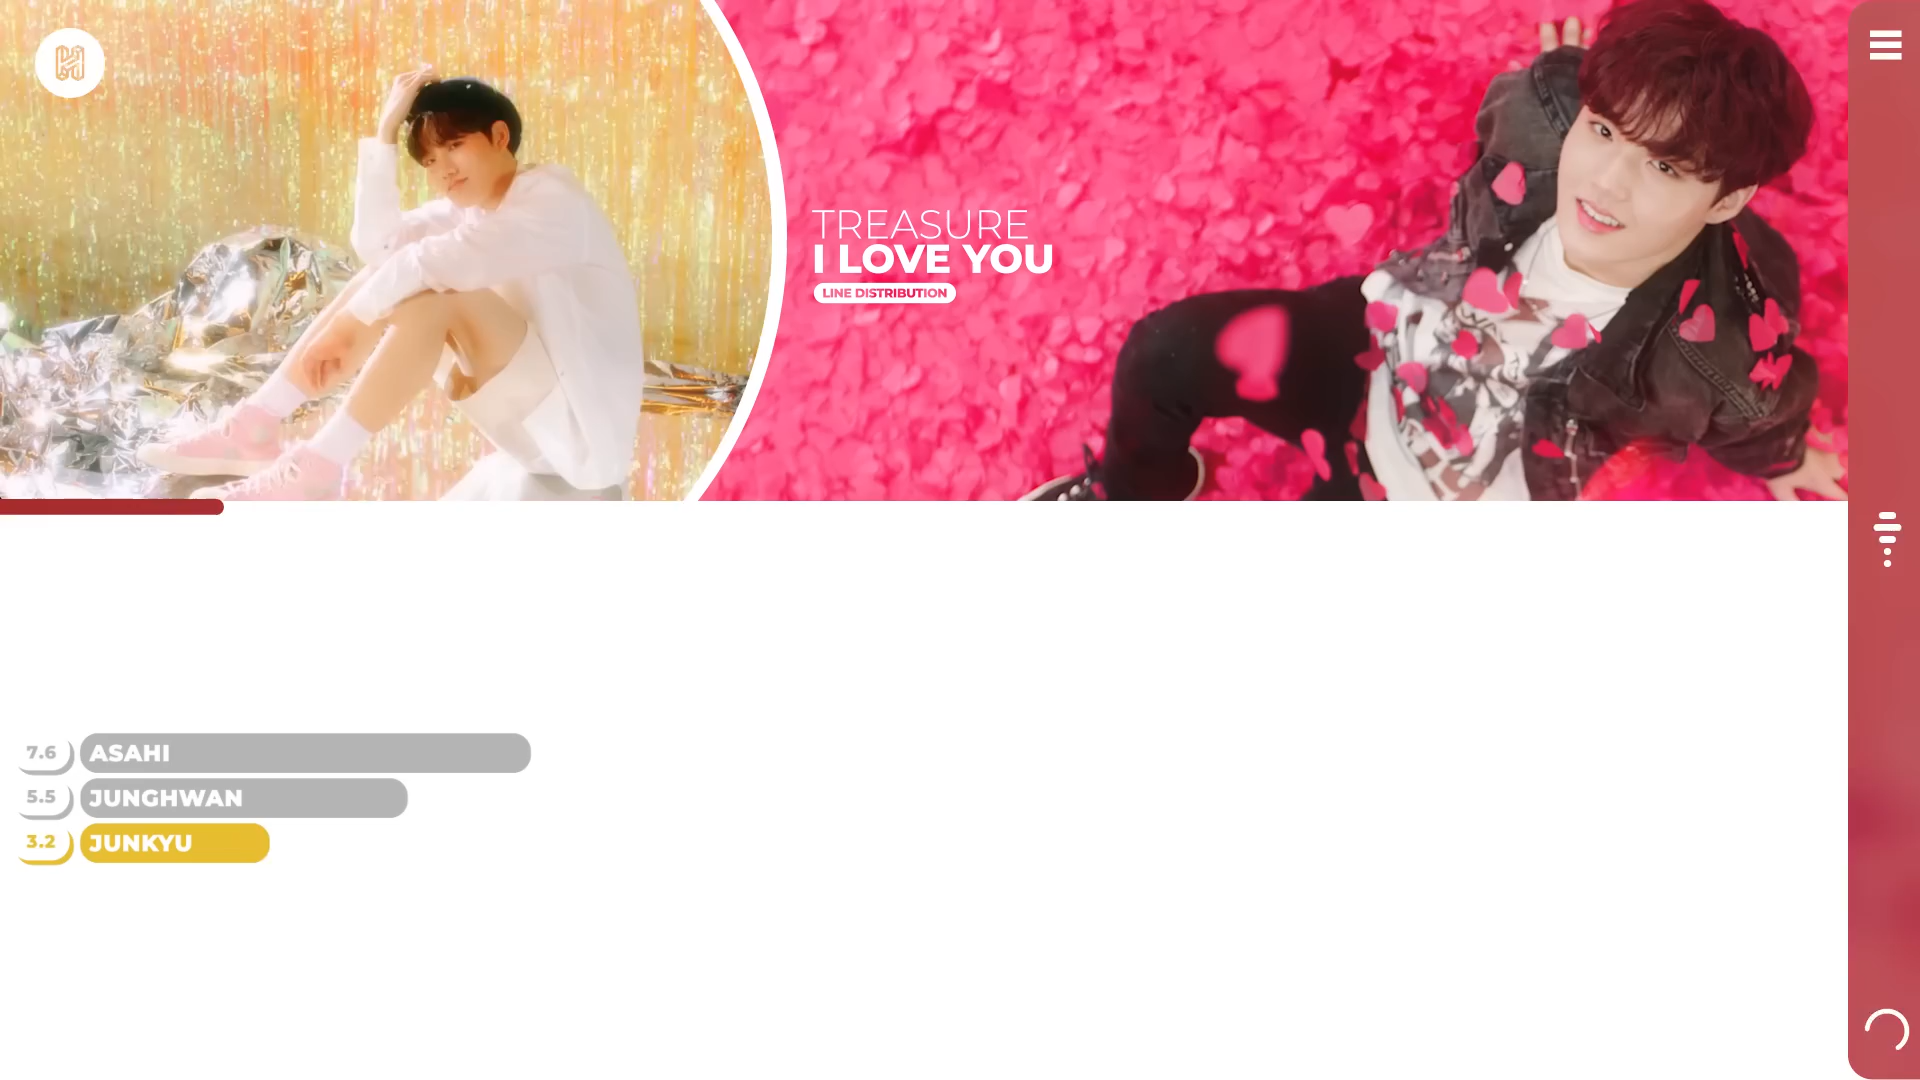 TREASURE
I LOVE YOU
LINE DISTRIBUTION
7.6 ASAHI
5.5 JUNGHWAN
3.2 JUNKYU